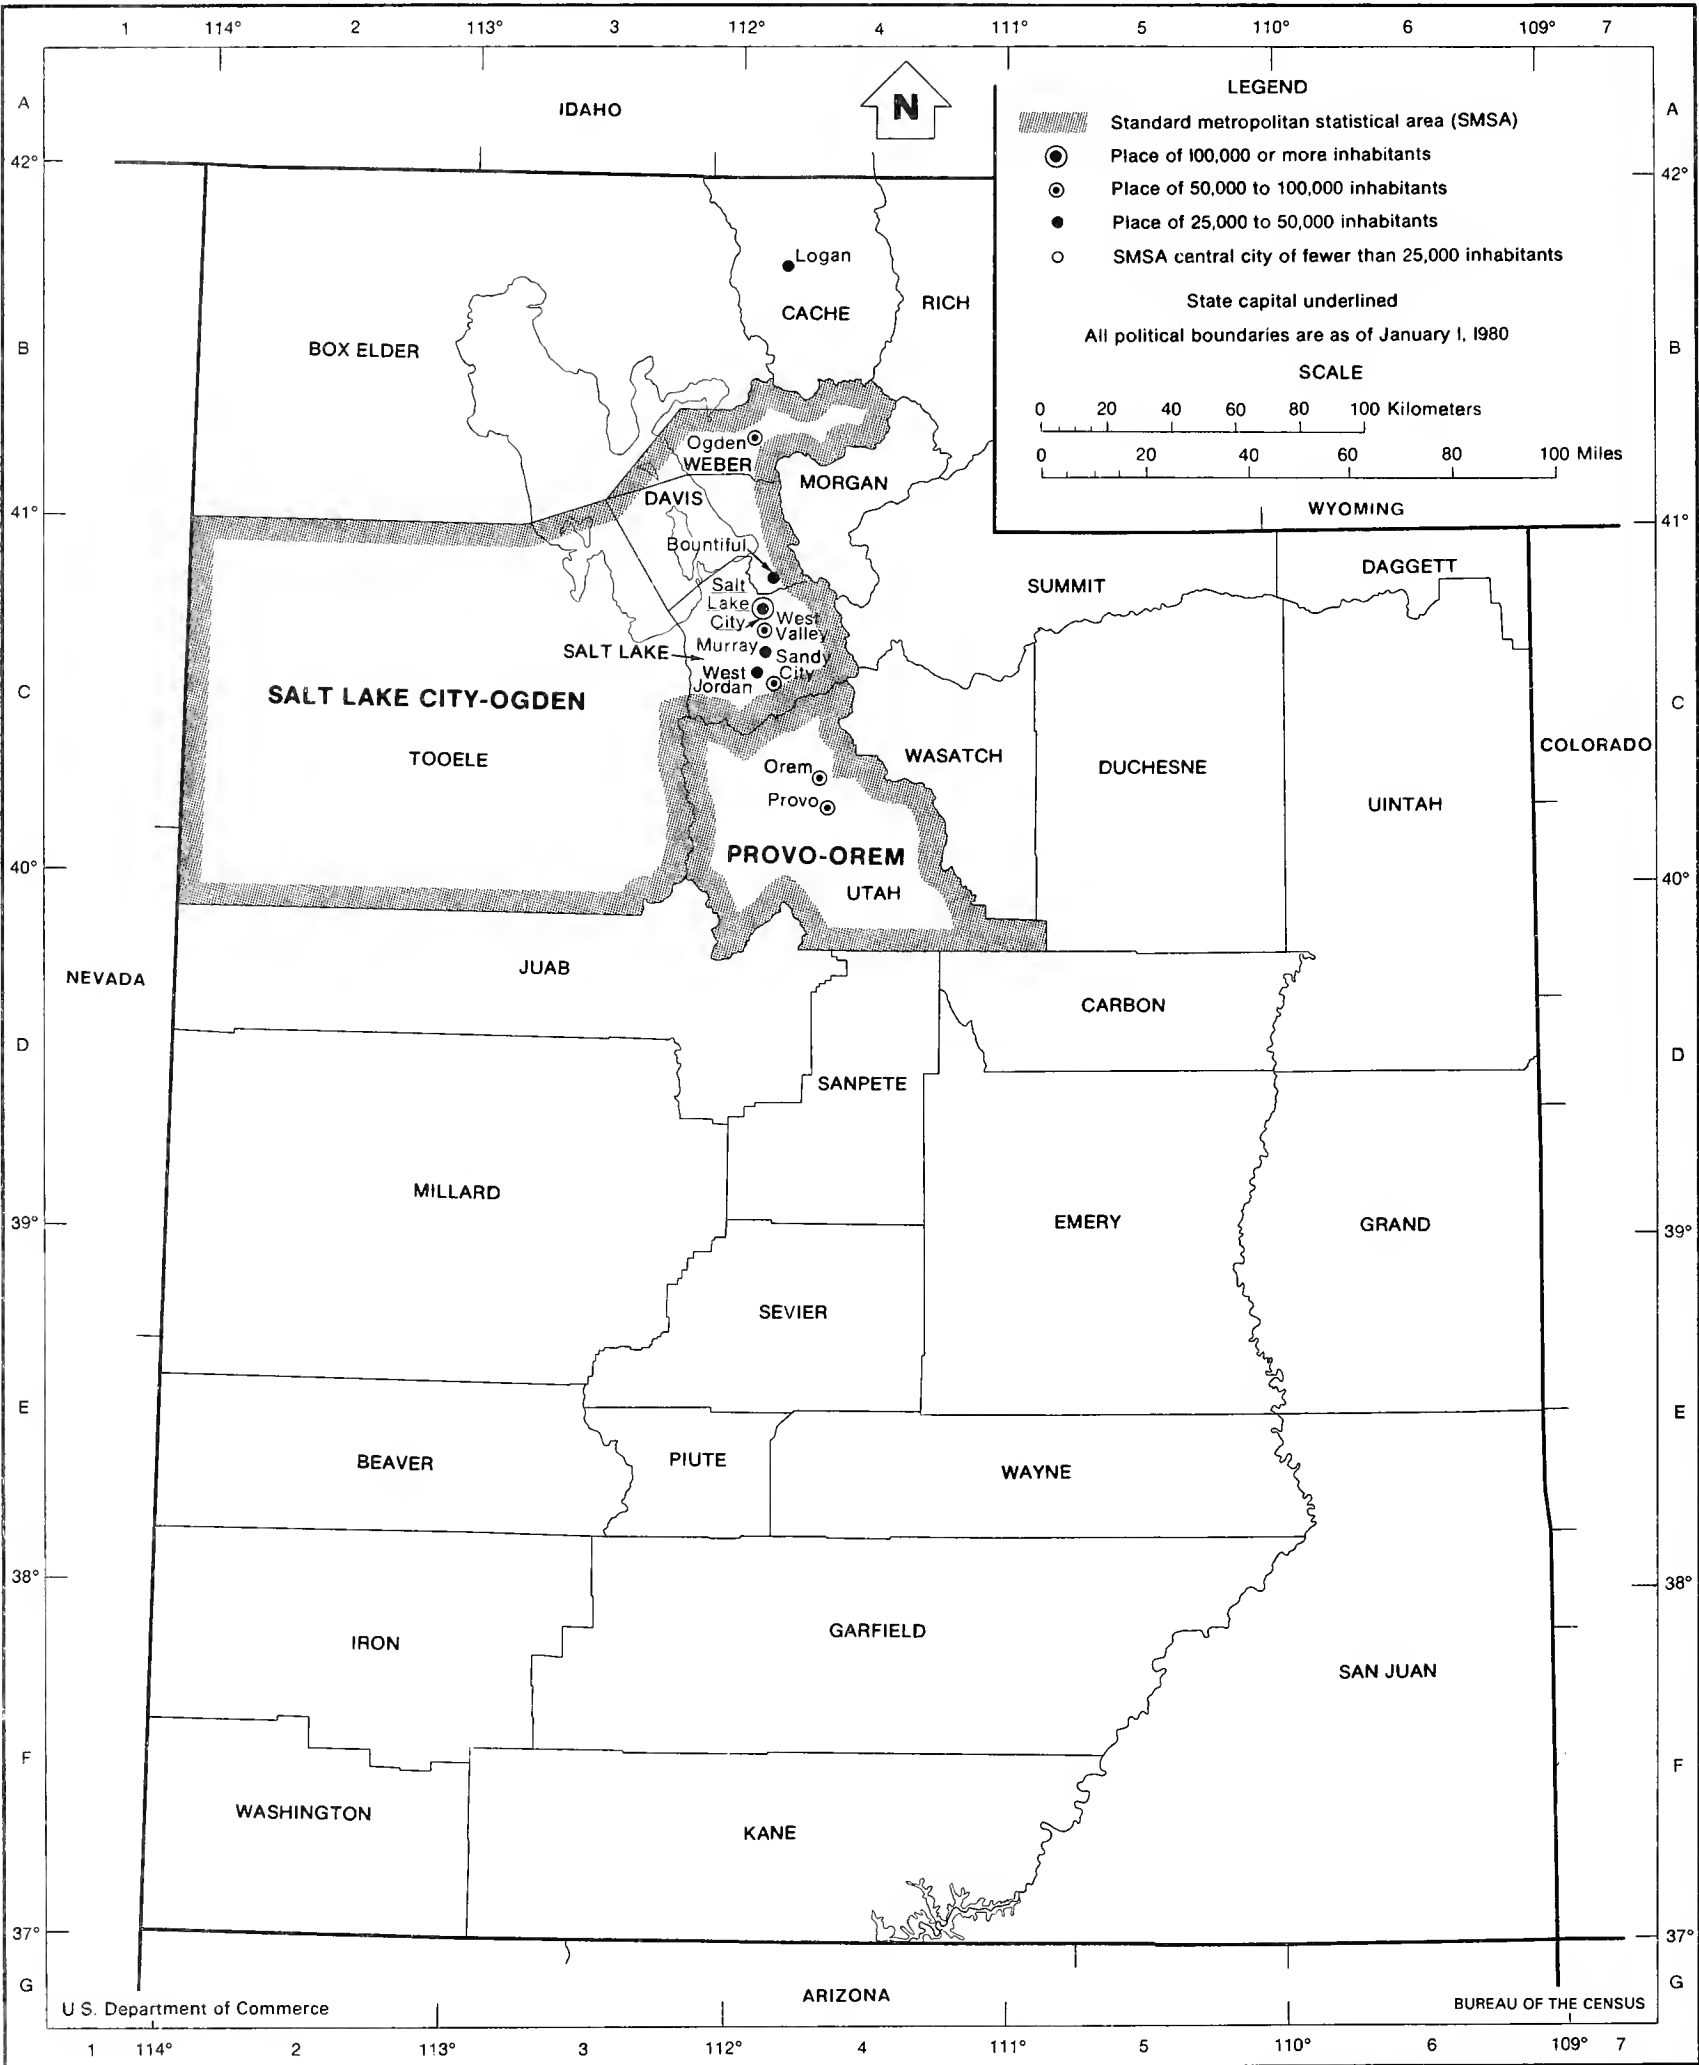 1 114° 2 113° 3 112° 4 111° 5 110° 6 109° 7
A
IDAHO
N
LEGEND
A
Standard metropolitan statistical area (SMSA)
Place of 100,000 or more inhabitants
42°
42°
Place of 50,000 to 100,000 inhabitants
Place of 25,000 to 50,000 inhabitants
SMSA central city of fewer than 25,000 inhabitants
State capital underlined
All political boundaries are as of January 1, 1980
SCALE
0 20 40 60 80 100 Kilometers
0 20 40 60 80 100 Miles
WYOMING
Logan
CACHE
RICH
B
BOX ELDER
B
Ogden
WEBER
MORGAN
DAVIS
41°
41°
Bountiful
SUMMIT
DAGGETT
Salt
Lake
City
West
Valley
SALT LAKE
Murray
Sandy
City
West
Jordan
C
SALT LAKE CITY-OGDEN
C
TOOELE
WASATCH
DUCHESNE
COLORADO
Orem
Provo
UINTAH
PROVO-OREM
40°
UTAH
40°
NEVADA
JUAB
CARBON
D
D
SANPETE
MILLARD
39°
EMERY
GRAND
39°
SEVIER
E
E
BEAVER
PIUTE
WAYNE
38°
38°
IRON
GARFIELD
SAN JUAN
F
F
WASHINGTON
KANE
37°
37°
G
G
ARIZONA
U.S. Department of Commerce
BUREAU OF THE CENSUS
1 114° 2 113° 3 112° 4 111° 5 110° 6 109° 7